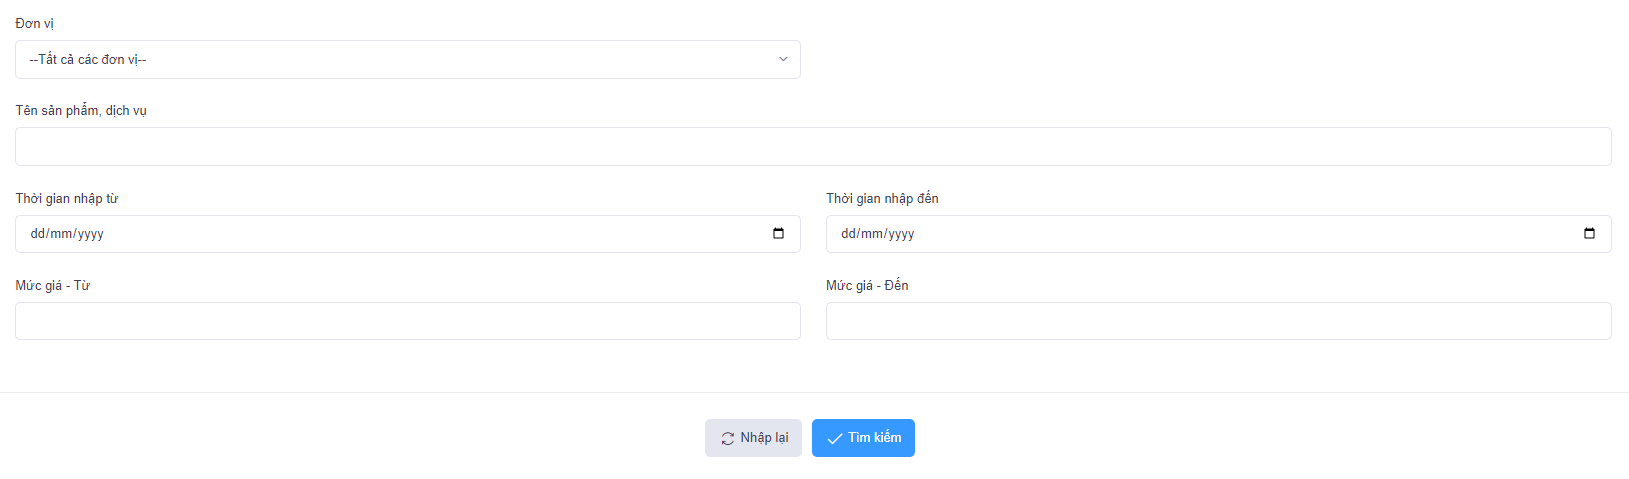 Đơn vị
--Tất cả các đơn vị--
Tên sản phẩm, dịch vụ
Thời gian nhập từ
Thời gian nhập đến
dd/mm/yyyy
dd/mm/yyyy
Mức giá - Từ
Mức giá - Đến
Nhập lại
Tìm kiếm